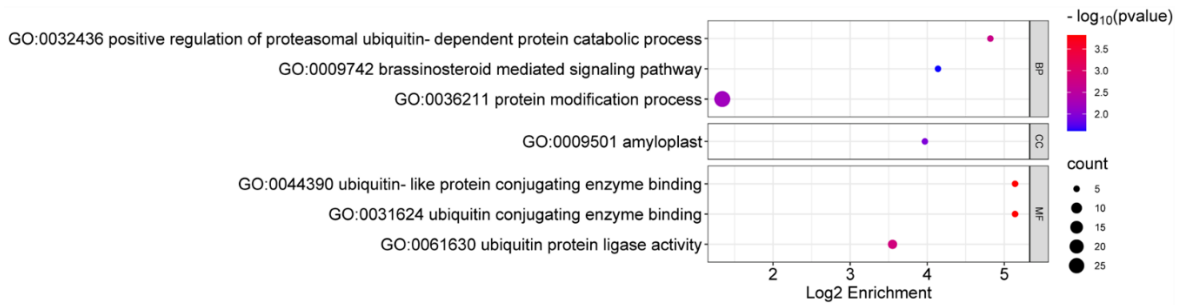 - log10(pvalue)
GO:0032436 positive regulation of proteasomal ubiquitin- dependent protein catabolic process
GO:0009742 brassinosteroid mediated signaling pathway
GO:0036211 protein modification process
BP
GO:0009501 amyloplast
CC
GO:0044390 ubiquitin- like protein conjugating enzyme binding
GO:0031624 ubiquitin conjugating enzyme binding
GO:0061630 ubiquitin protein ligase activity
MF
2 3 4 5
Log2 Enrichment
3.5
3.0
2.5
2.0
count
5
10
15
20
25